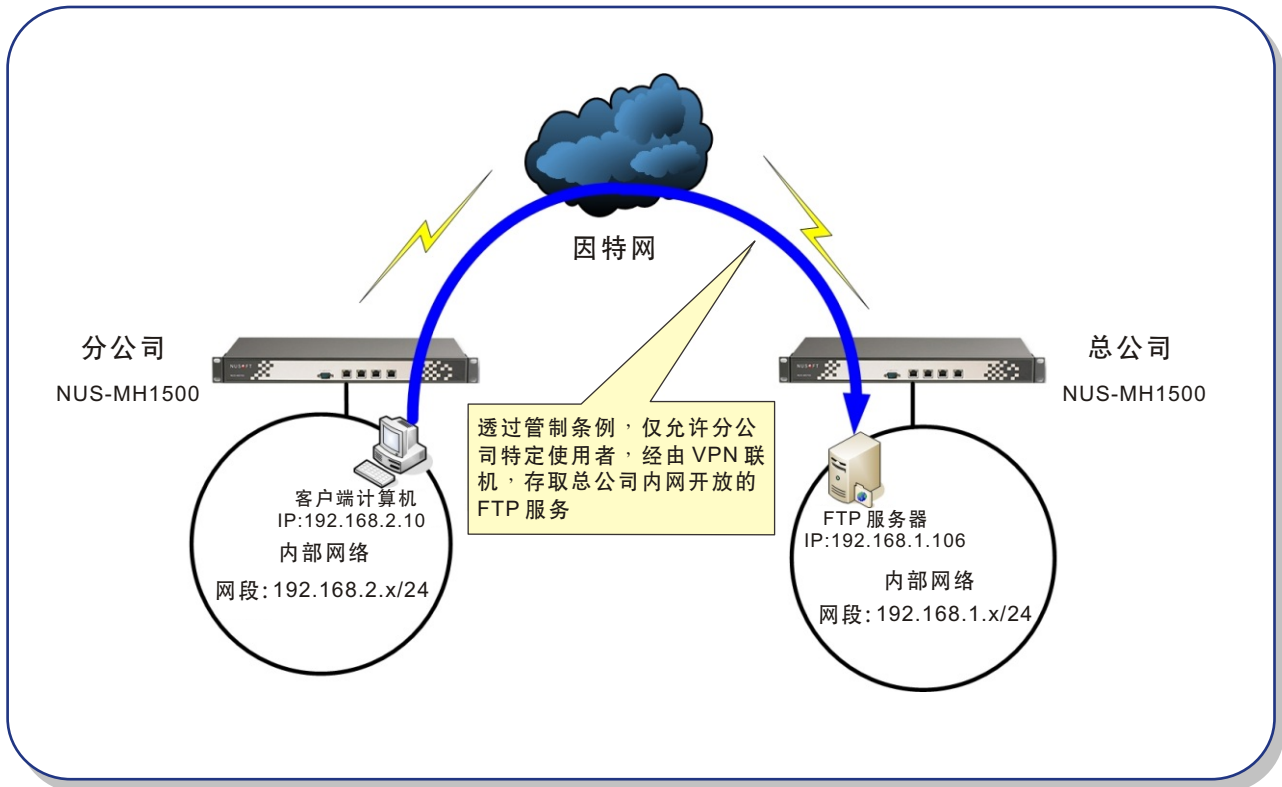 因特网
分公司
NUS-MH1500
总公司
NUS-MH1500
NUSOFT
NUSOFT
透过管制条例，仅允许分公
司特定使用者，经由 VPN 联
机，存取总公司内网开放的
FTP 服务
客户端计算机
IP:192.168.2.10
内部网络
网段:192.168.2.x/24
FTP 服务器
IP:192.168.1.106
内部网络
网段:192.168.1.x/24